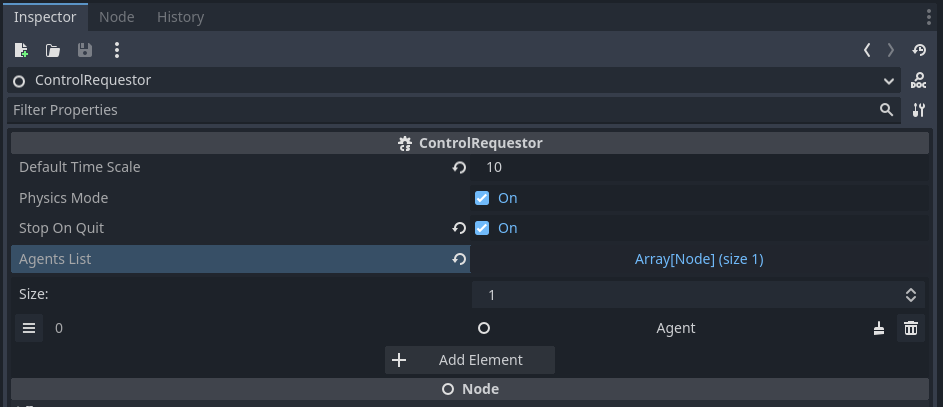 Inspector Node History
ControlRequestor
DOC
Filter Properties
ControlRequestor
Default Time Scale 10
Physics Mode On
Stop On Quit On
Agents List Array[Node] (size 1)
Size: 1
0 Agent
Add Element
Node